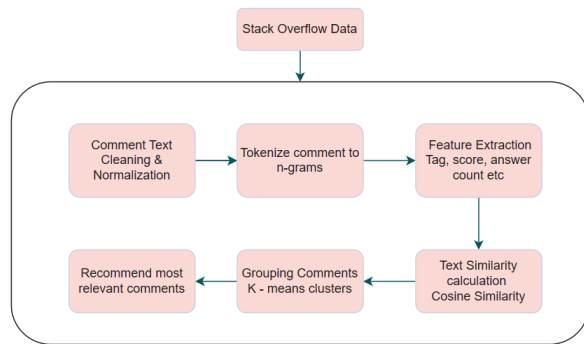 Stack Overflow Data
Comment Text
Cleaning &
Normalization
Tokenize comment to
n-grams
Feature Extraction
Tag, score, answer
count etc
Recommend most
relevant comments
Grouping Comments
K - means clusters
Text Similarity
calculation
Cosine Similarity